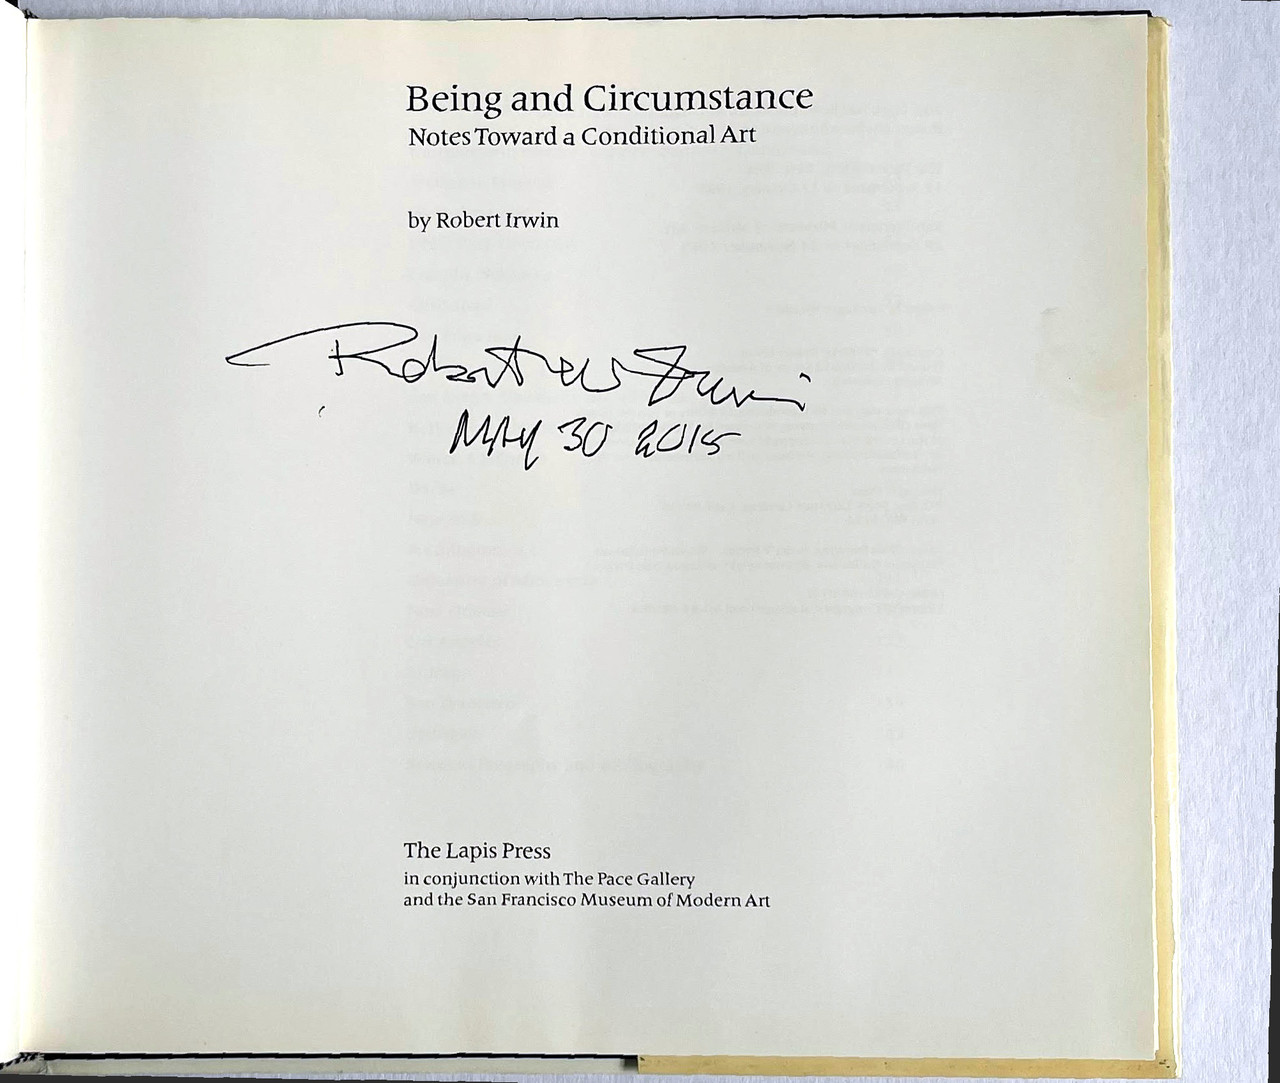 Being and Circumstance
Notes Toward a Conditional Art
by Robert Irwin
Robert W Irwin
MAY 30 2015
The Lapis Press
in conjunction with The Pace Gallery
and the San Francisco Museum of Modern Art